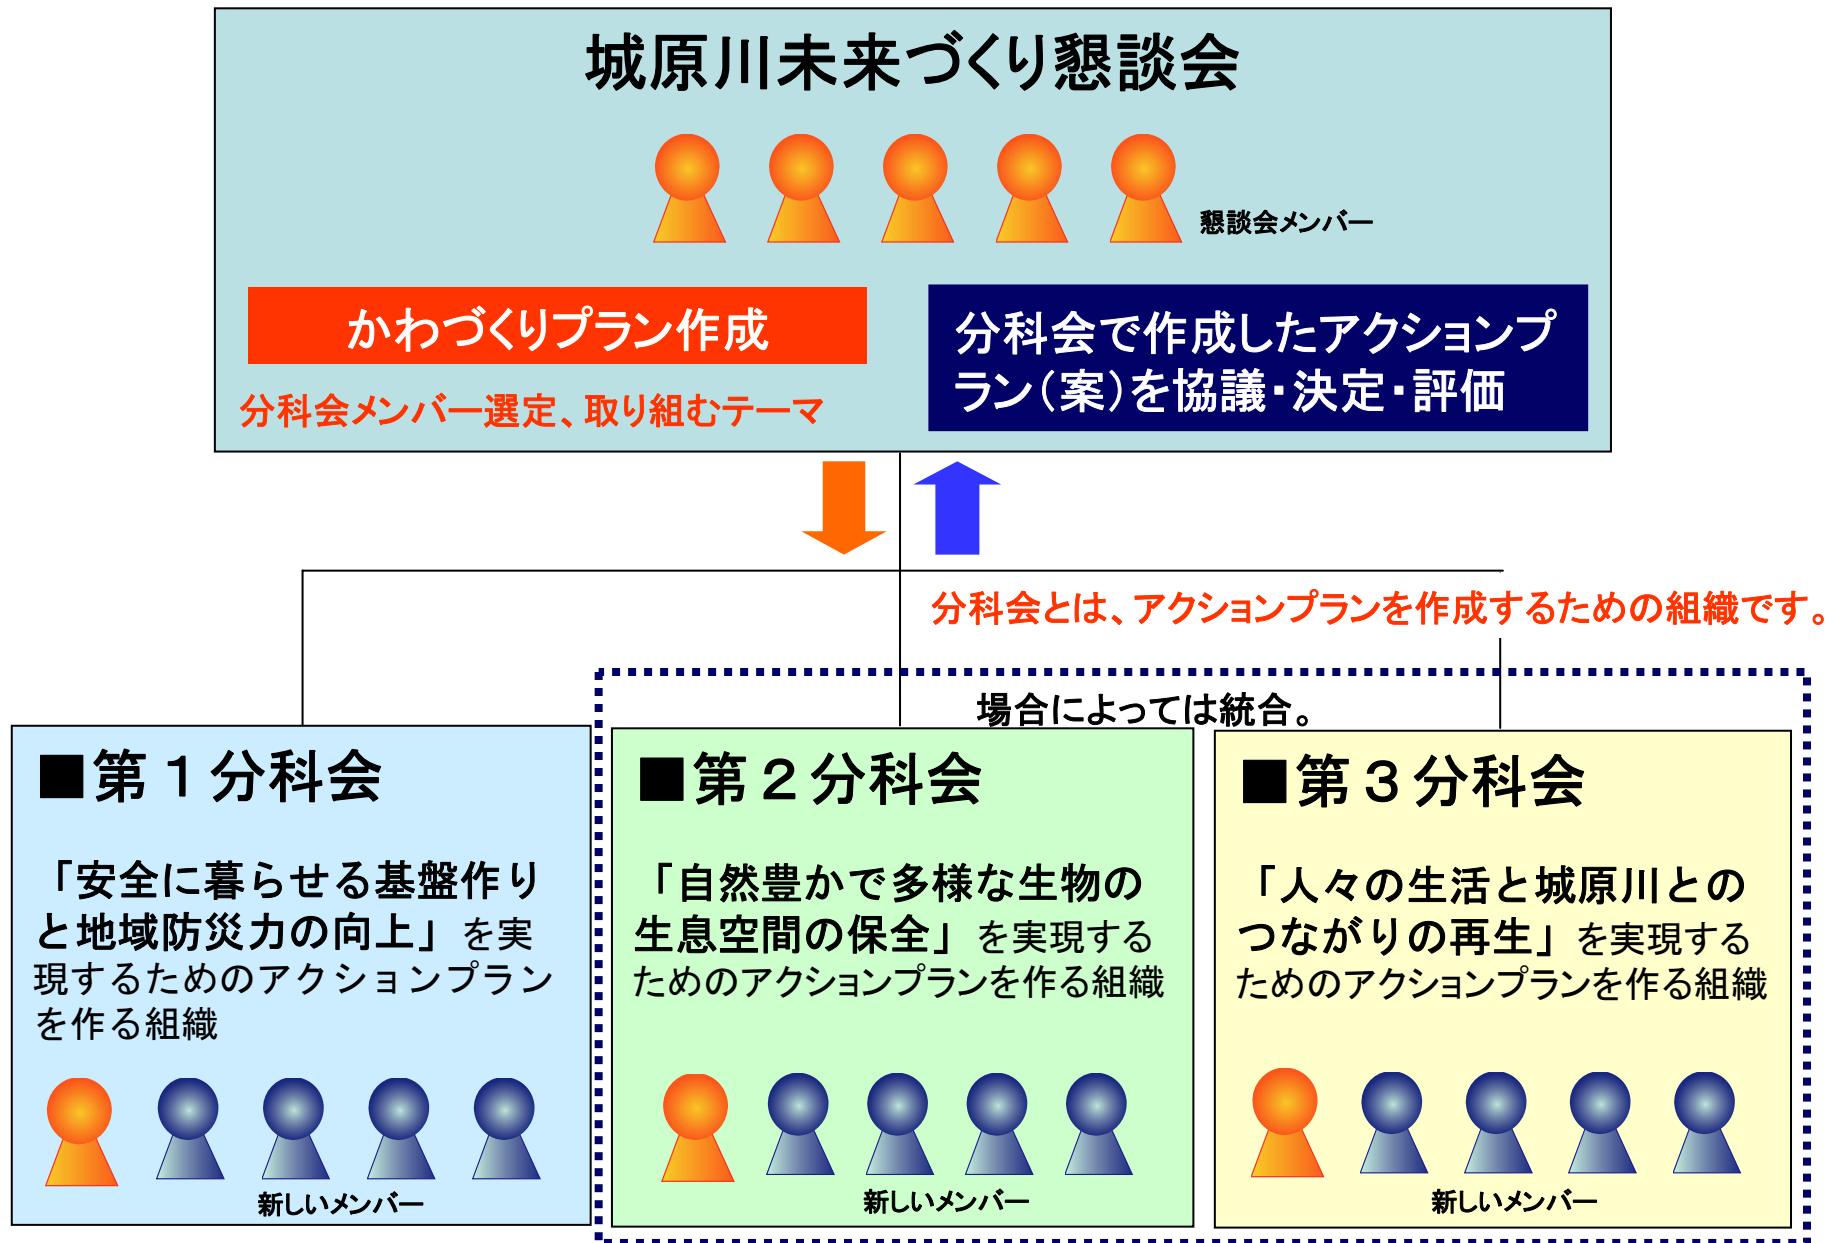 城原川未来づくり懇談会
懇談会メンバー
かわづくりプラン作成
分科会メンバー選定、取り組むテーマ
分科会で作成したアクションプ
ラン（案）を協議・決定・評価
分科会とは、アクションプランを作成するための組織です。
場合によっては統合。
■第１分科会
「安全に暮らせる基盤作り
と地域防災力の向上」を実
現するためのアクションプラン
を作る組織
新しいメンバー
■第２分科会
「自然豊かで多様な生物の
生息空間の保全」を実現する
ためのアクションプランを作る組織
新しいメンバー
■第３分科会
「人々の生活と城原川との
つながりの再生」を実現する
ためのアクションプランを作る組織
新しいメンバー